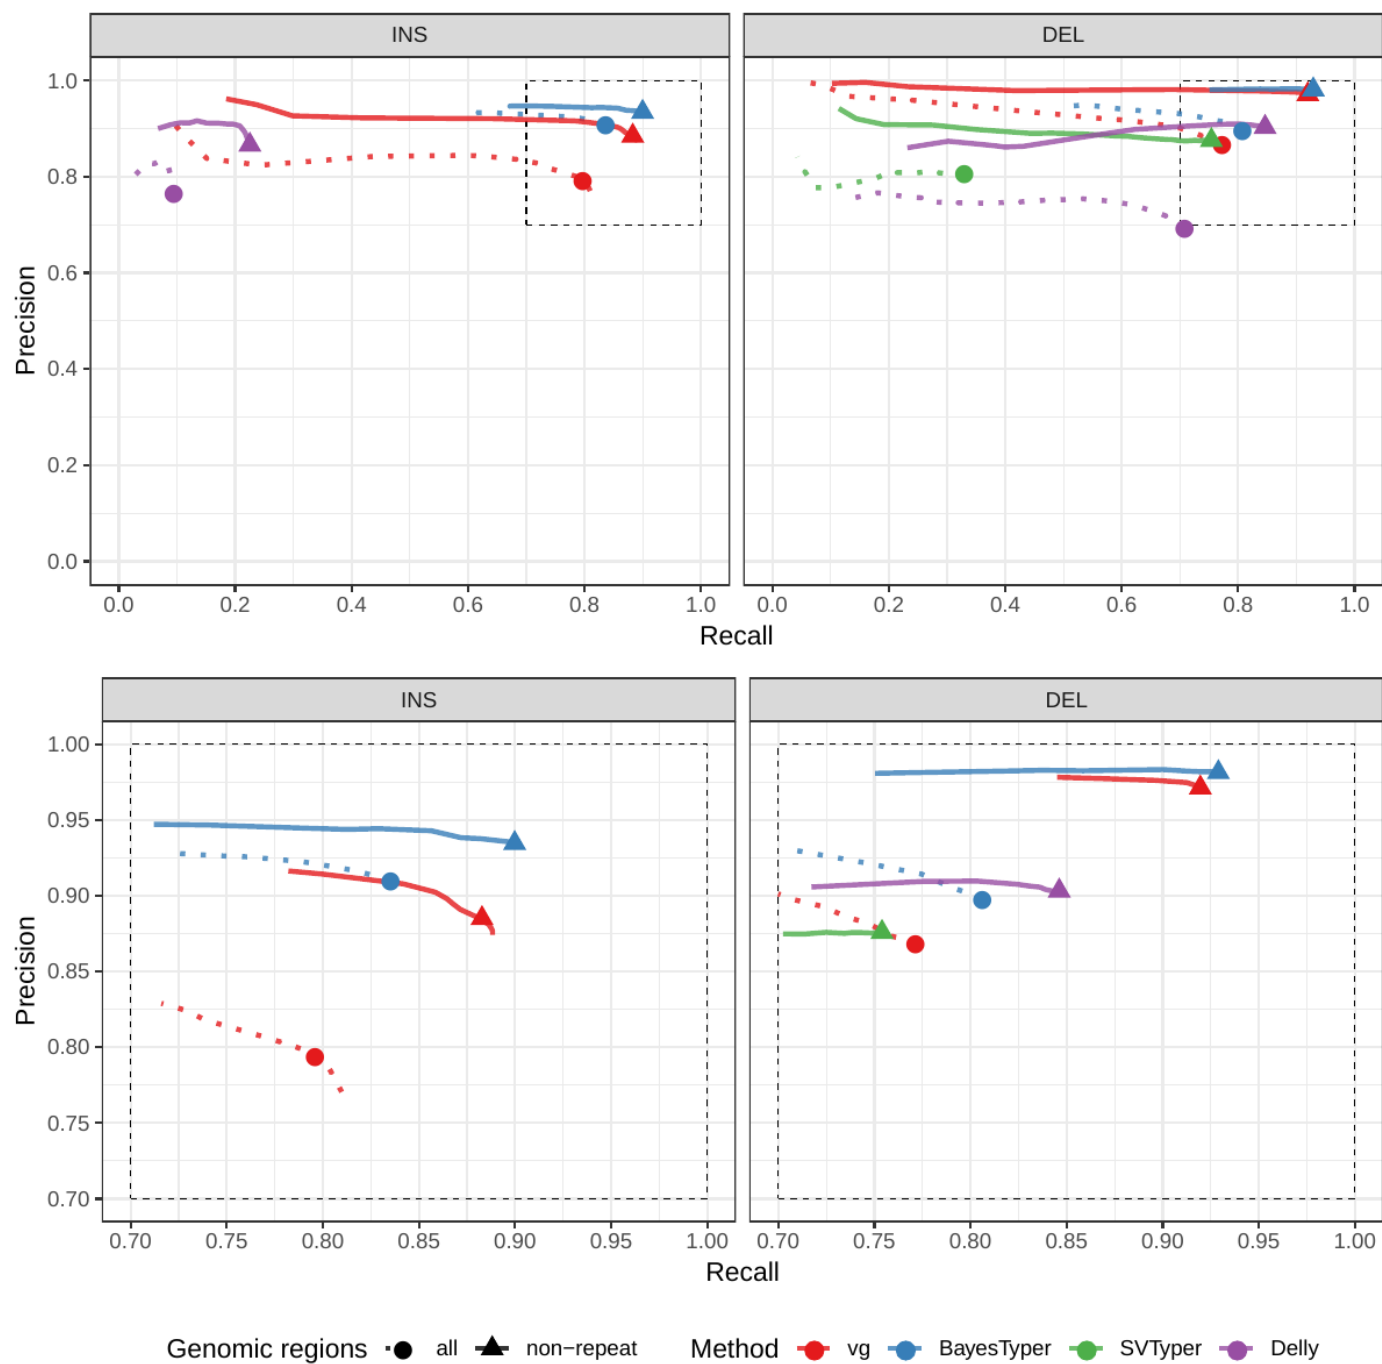 INS DEL
1.0
0.8
0.6
0.4
0.2
0.0
Precision
0.0 0.2 0.4 0.6 0.8 1.0 0.0 0.2 0.4 0.6 0.8 1.0
Recall
INS DEL
1.00
0.95
0.90
0.85
0.80
0.75
0.70
Precision
0.70 0.75 0.80 0.85 0.90 0.95 1.00 0.70 0.75 0.80 0.85 0.90 0.95 1.00
Recall
Genomic regions all non−repeat Method vg BayesTyper SVTyper Delly